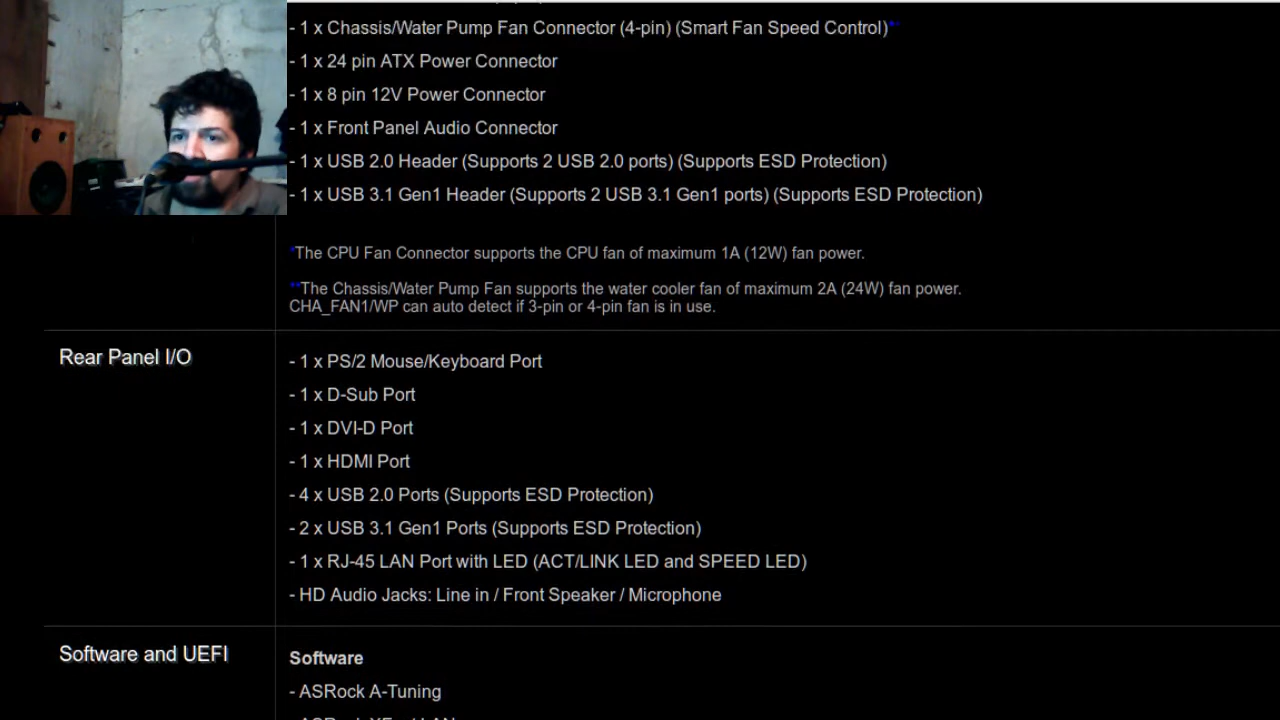 - 1 x Chassis/Water Pump Fan Connector (4-pin) (Smart Fan Speed Control)**
- 1 x 24 pin ATX Power Connector
- 1 x 8 pin 12V Power Connector
- 1 x Front Panel Audio Connector
- 1 x USB 2.0 Header (Supports 2 USB 2.0 ports) (Supports ESD Protection)
- 1 x USB 3.1 Gen1 Header (Supports 2 USB 3.1 Gen1 ports) (Supports ESD Protection)
*The CPU Fan Connector supports the CPU fan of maximum 1A (12W) fan power.
**The Chassis/Water Pump Fan supports the water cooler fan of maximum 2A (24W) fan power.
CHA_FAN1/WP can auto detect if 3-pin or 4-pin fan is in use.
Rear Panel I/O
- 1 x PS/2 Mouse/Keyboard Port
- 1 x D-Sub Port
- 1 x DVI-D Port
- 1 x HDMI Port
- 4 x USB 2.0 Ports (Supports ESD Protection)
- 2 x USB 3.1 Gen1 Ports (Supports ESD Protection)
- 1 x RJ-45 LAN Port with LED (ACT/LINK LED and SPEED LED)
- HD Audio Jacks: Line in / Front Speaker / Microphone
Software and UEFI
Software
- ASRock A-Tuning